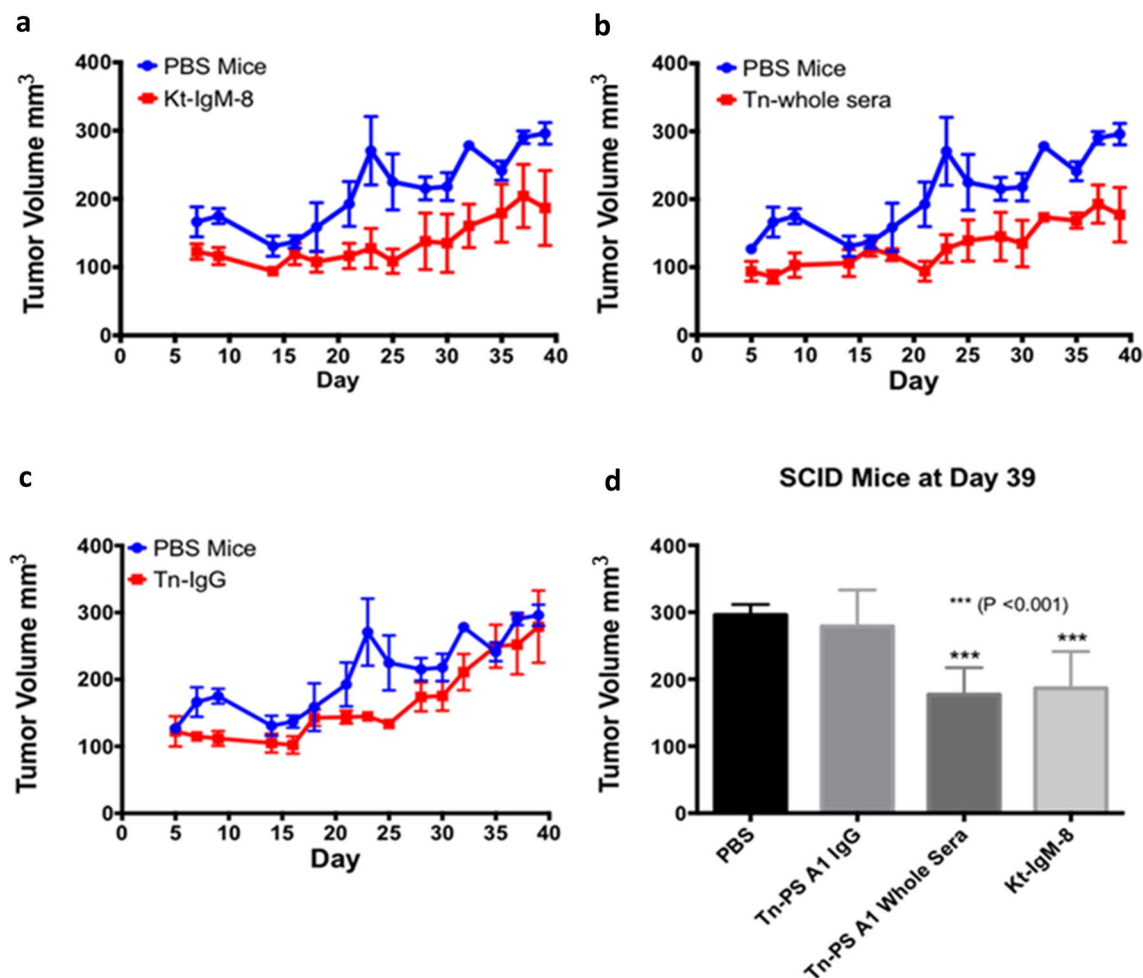 a
PBS Mice
Kt-IgM-8
Tumor Volume mm³
400
300
200
100
0
0 5 10 15 20 25 30 35 40
Day
b
PBS Mice
Tn-whole sera
Tumor Volume mm³
400
300
200
100
0
0 5 10 15 20 25 30 35 40
Day
c
PBS Mice
Tn-IgG
Tumor Volume mm³
400
300
200
100
0
0 5 10 15 20 25 30 35 40
Day
d
SCID Mice at Day 39
Tumor Volume mm³
400
300
200
100
0
*** (P <0.001)
***
***
PBS
Tn-PS A1 IgG
Tn-PS A1 Whole Sera
Kt-IgM-8